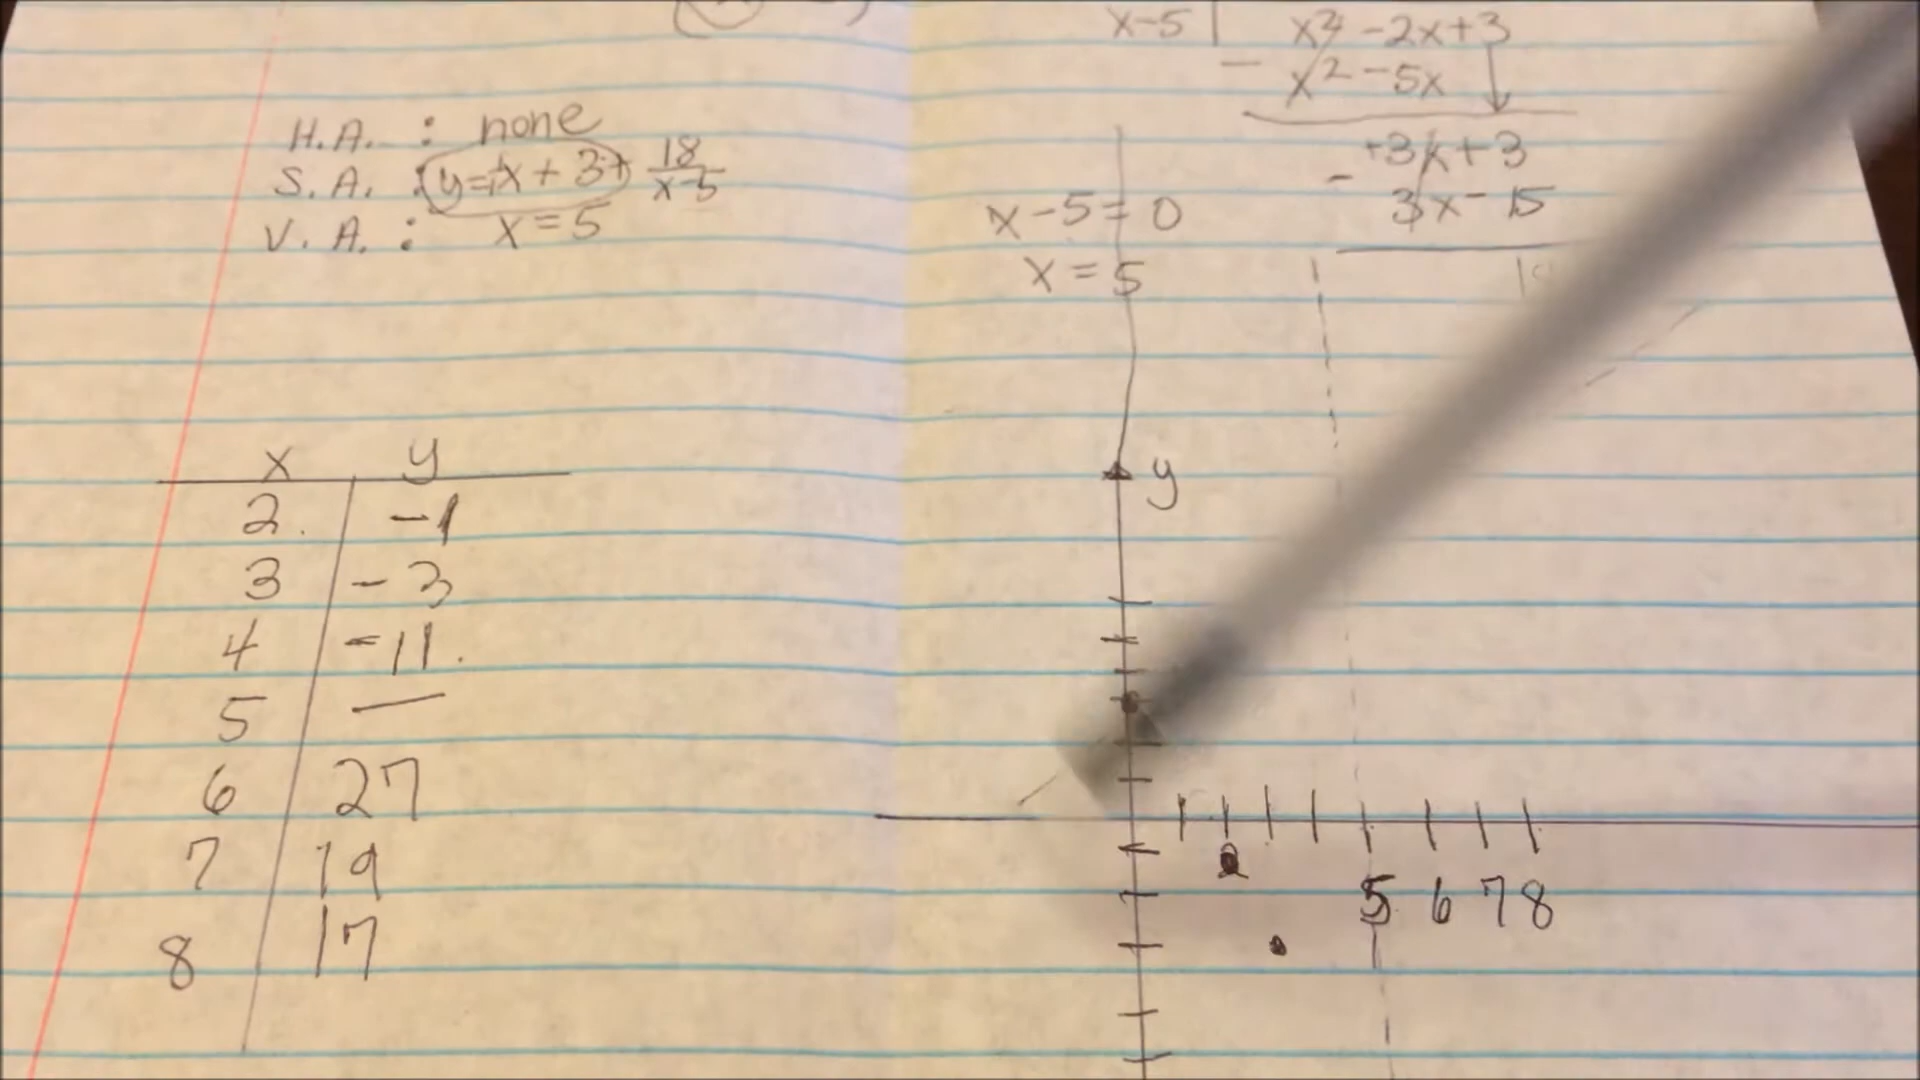 H.A. : none
S.A. : y=1x+3+ 18/x-5
V.A. : x=5
x-5 | x² -2x+3
- x² -5x
+3x+3
- 3x-15
18
x-5=0
x=5
x y
2 -1
3 -3
4 -11
5 —
6 27
7 19
8 17
y
5 6 7 8